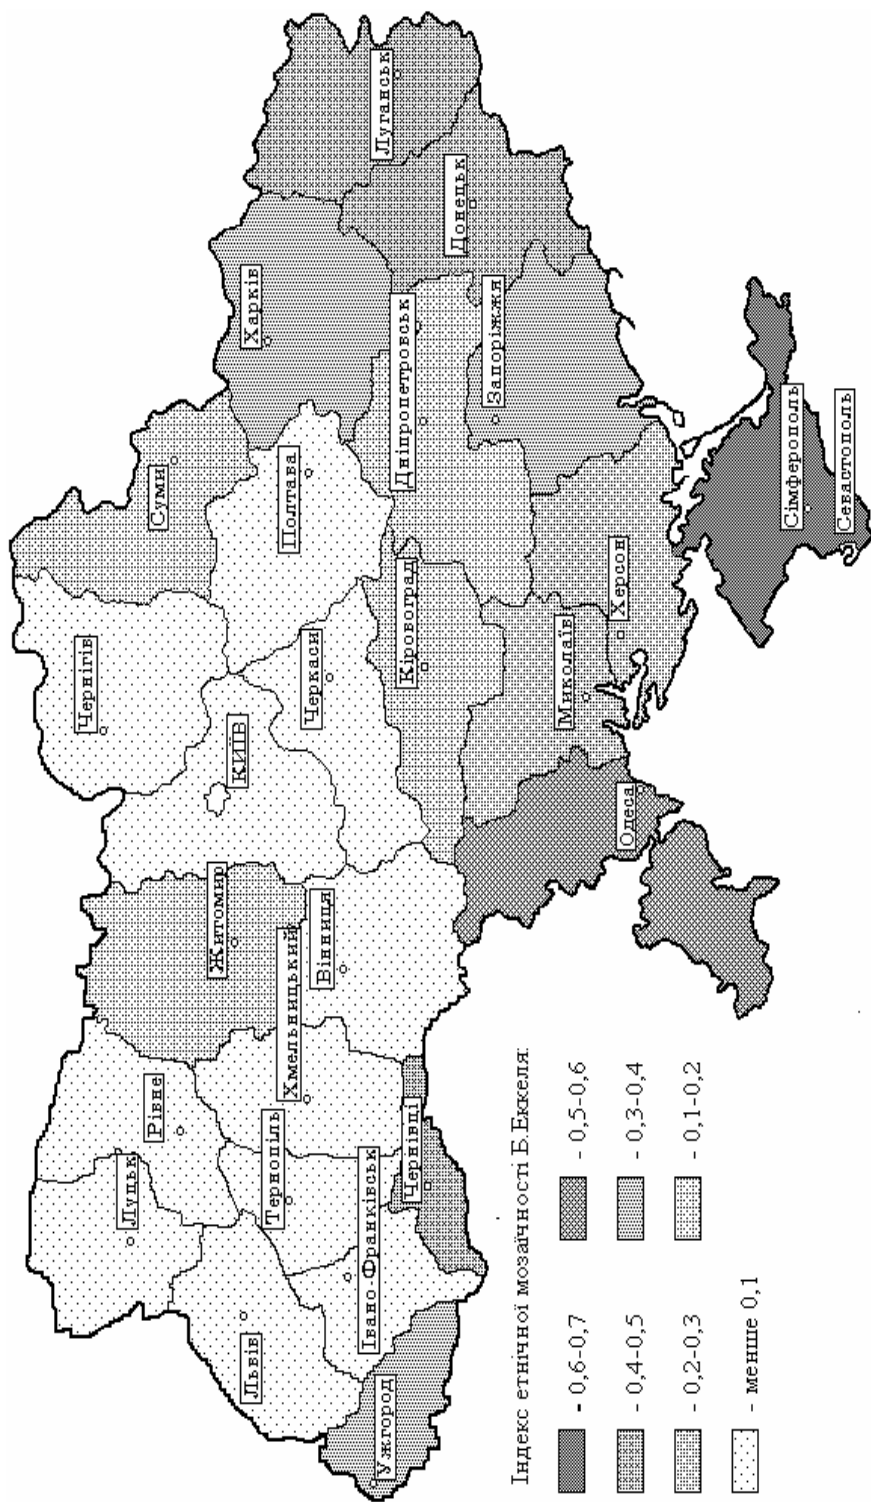 Луганськ
Харків
Донецьк
Суми
Дніпропетровськ
Запоріжжя
Полтава
Чернігів
Черкаси
Кіровоград
КИЇВ
Херсон
Миколаїв
Сімферополь
Севастополь
Одеса
Житомир
Вінниця
Хмельницький
Рівне
Луцьк
Тернопіль
Чернівці
Івано-Франківськ
Львів
Ужгород
Індекс етнічної мозаїчності Б.Еккеля:
- 0,6-0,7
- 0,5-0,6
- 0,4-0,5
- 0,3-0,4
- 0,2-0,3
- 0,1-0,2
- менше 0,1